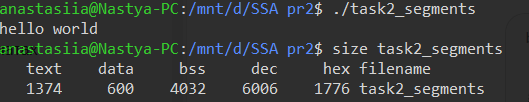 anastasiia@Nastya-PC:/mnt/d/SSA pr2$ ./task2_segments
hello world
anastasiia@Nastya-PC:/mnt/d/SSA pr2$ size task2_segments
   text    data     bss     dec     hex filename
   1374     600    4032    6006    1776 task2_segments